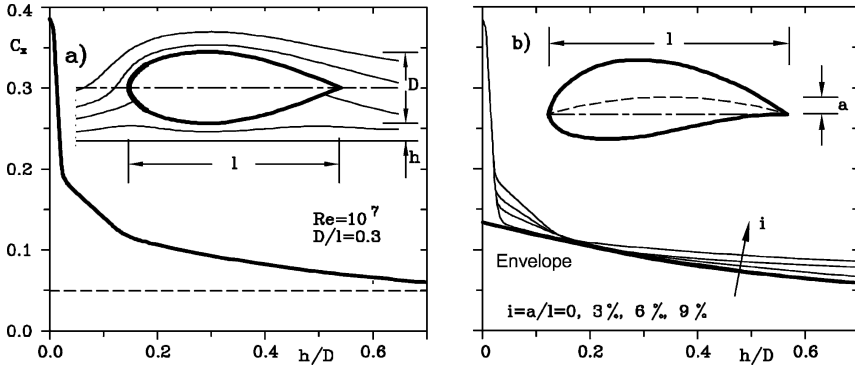 0.4
C_x
a)
l
D
h
0.3
0.2
0.1
0.0
Re=10^7
D/l=0.3
0.0 0.2 0.4 0.6
h/D
b)
l
a
i
Envelope
i=a/l=0, 3%, 6%, 9%
0 0.2 0.4 0.6
h/D